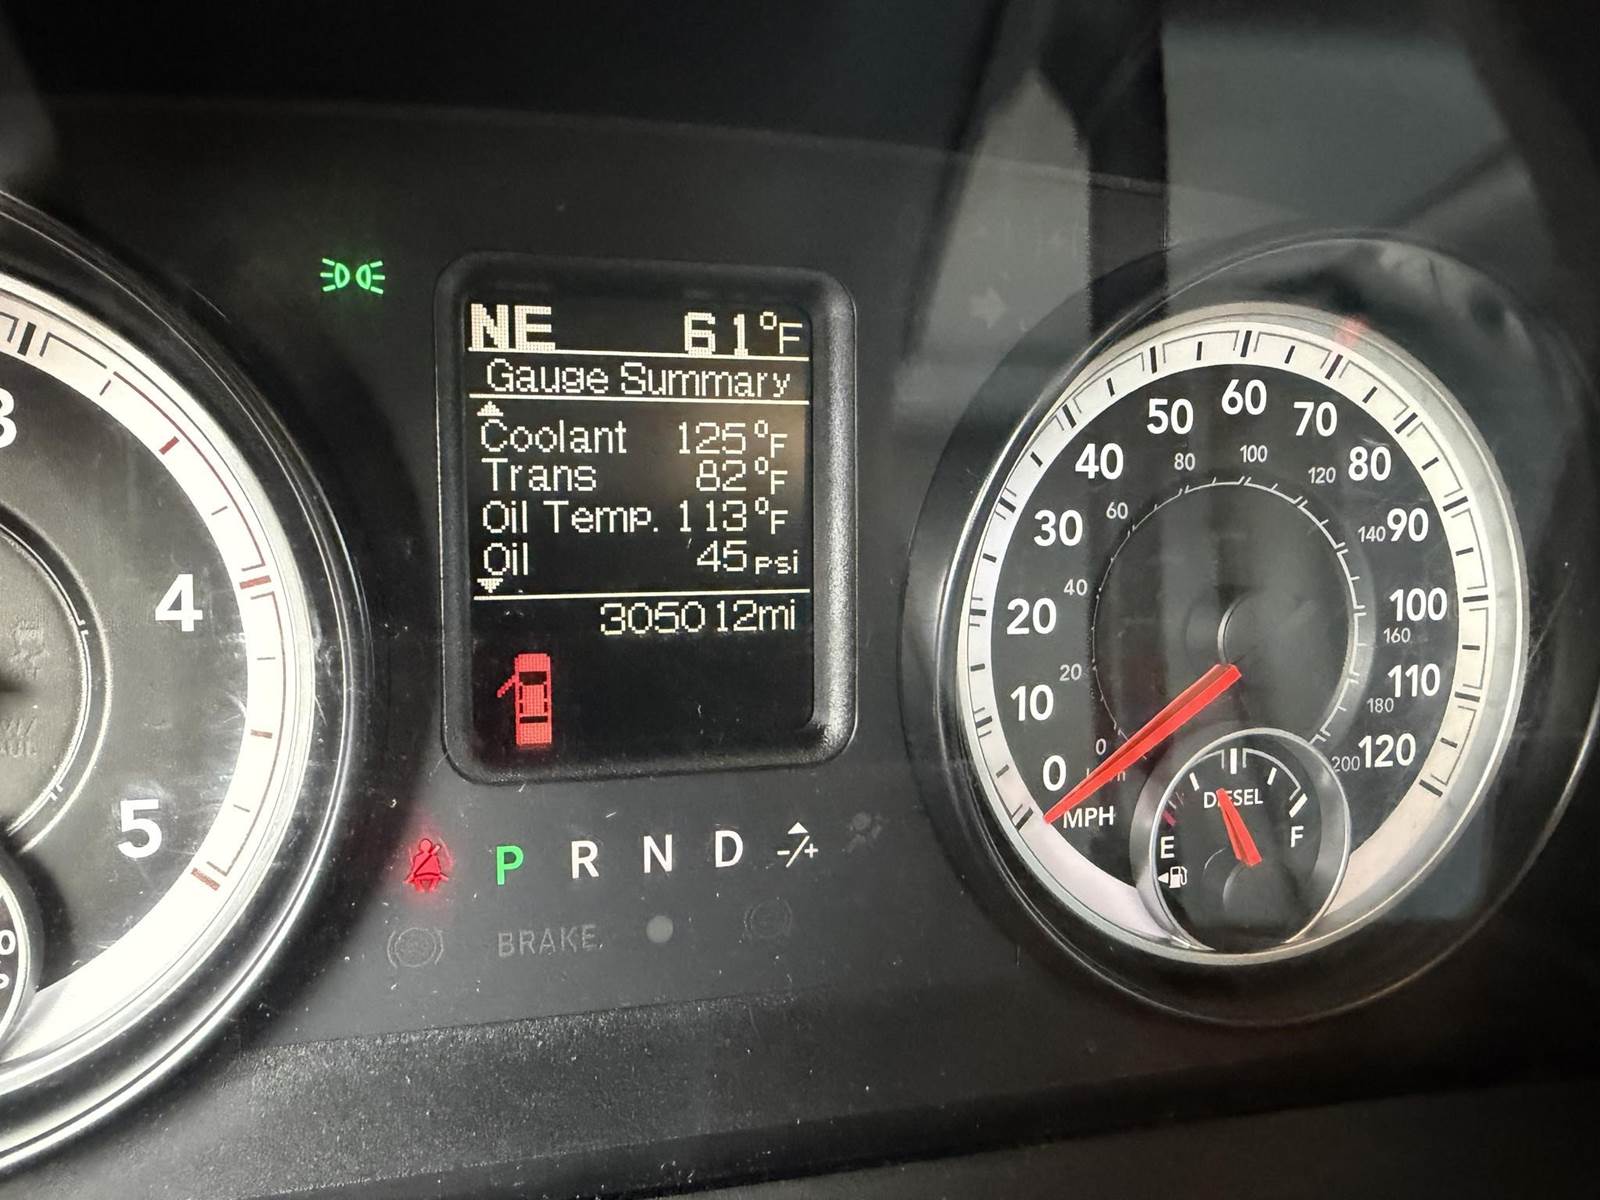 NE 61°F
Gauge Summary
Coolant 125°F
Trans 82°F
Oil Temp. 113°F
Oil 45 psi
305012mi
P R N D -/+
BRAKE
3
4
5
0
10
20
30
40
50
60
70
80
90
100
110
120
MPH
0
20
40
60
80
100
120
140
160
180
200
km/h
DIESEL
E F